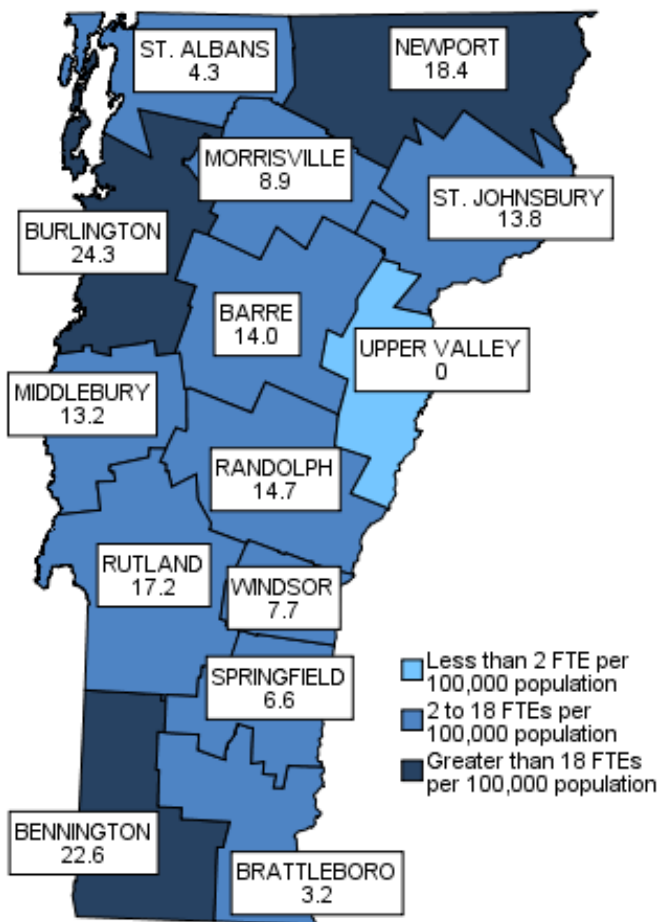 ST. ALBANS
4.3
NEWPORT
18.4
MORRISVILLE
8.9
ST. JOHNSBURY
13.8
BURLINGTON
24.3
BARRE
14.0
UPPER VALLEY
0
MIDDLEBURY
13.2
RANDOLPH
14.7
RUTLAND
17.2
WINDSOR
7.7
SPRINGFIELD
6.6
Less than 2 FTE per
100,000 population
2 to 18 FTEs per
100,000 population
Greater than 18 FTEs
per 100,000 population
BENNINGTON
22.6
BRATTLEBORO
3.2